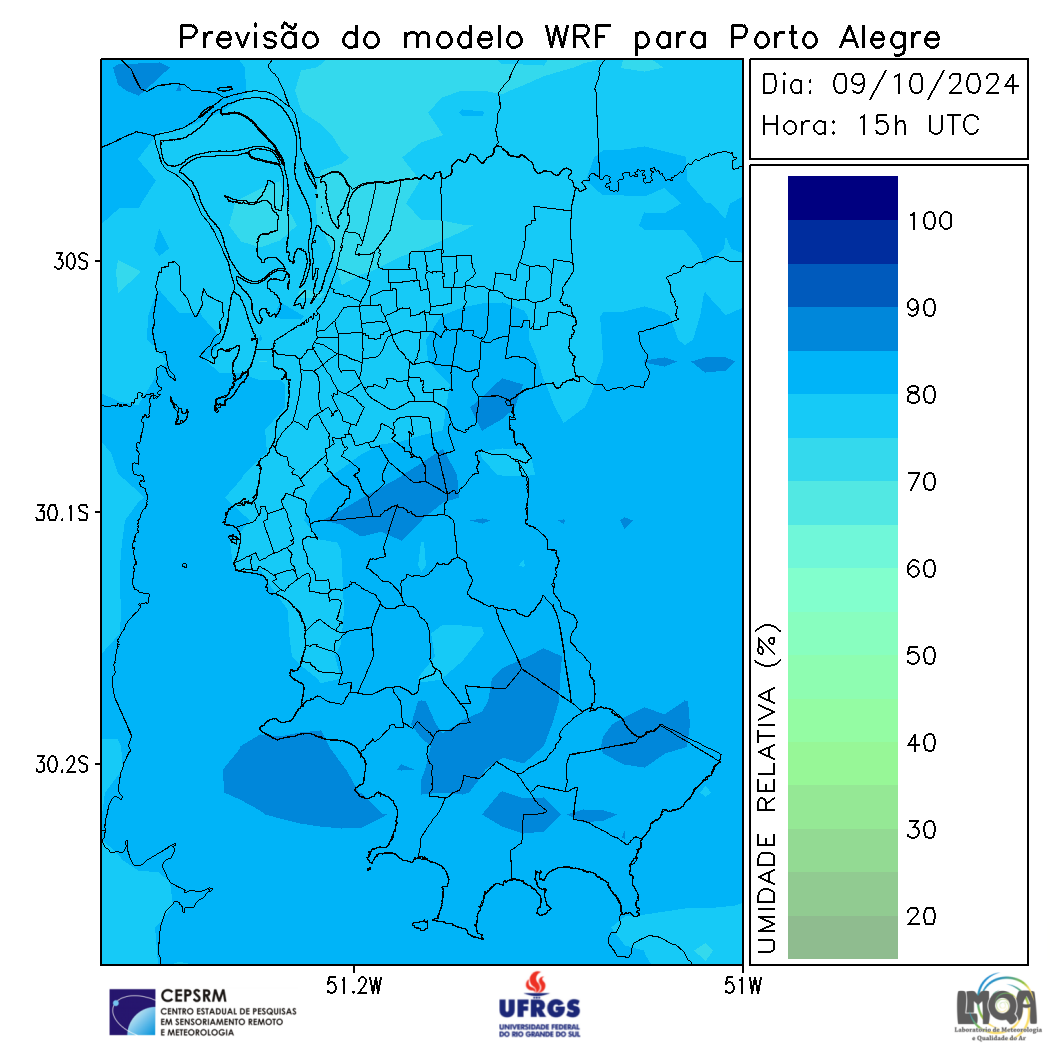 Previsão do modelo WRF para Porto Alegre
Dia: 09/10/2024
Hora: 15h UTC
30S
30.1S
30.2S
51.2W
51W
100
90
80
70
60
50
40
30
20
UMIDADE RELATIVA (%)
CEPSRM
CENTRO ESTADUAL DE PESQUISAS
EM SENSORIAMENTO REMOTO
E METEOROLOGIA
UFRGS
UNIVERSIDADE FEDERAL
DO RIO GRANDE DO SUL
LMQA
Laboratório de Meteorologia
e Qualidade do Ar